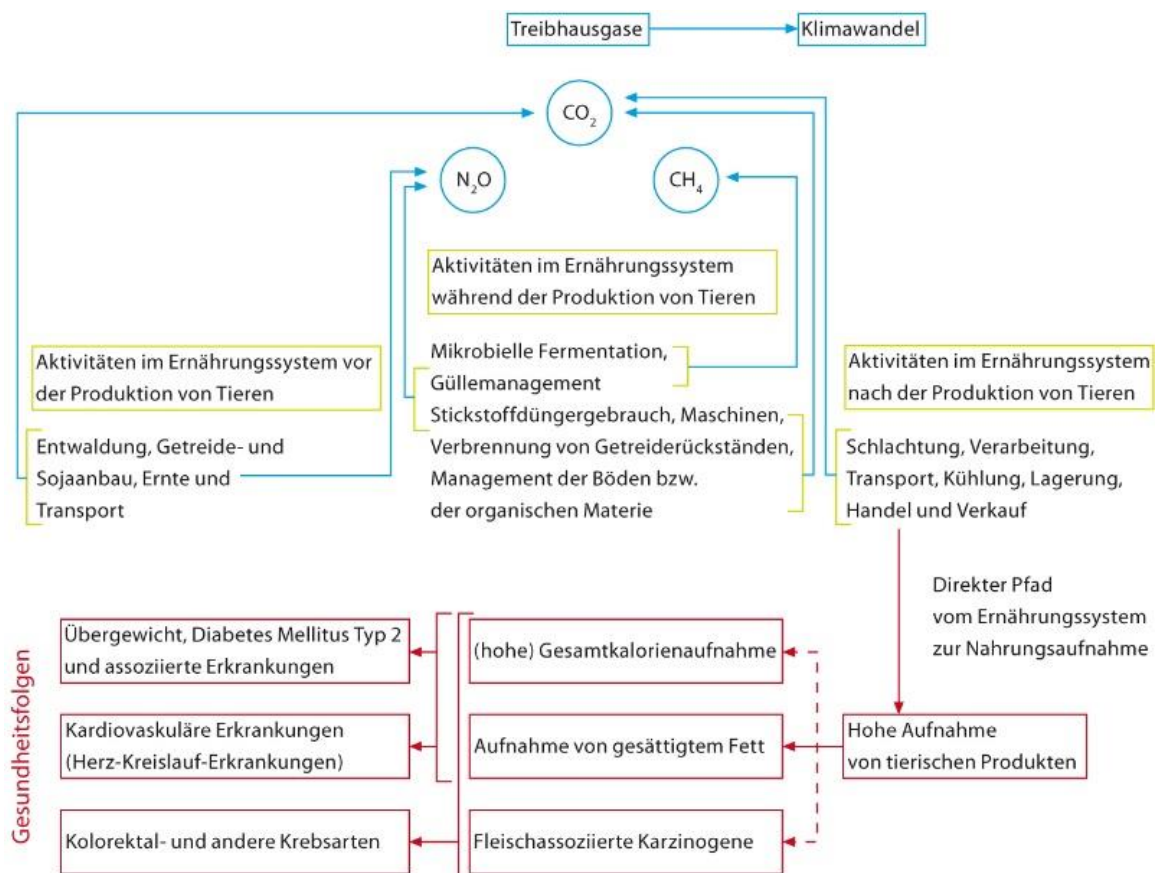 Treibhausgase
Klimawandel
CO₂
N₂O
CH₄
Aktivitäten im Ernährungssystem
während der Produktion von Tieren
Aktivitäten im Ernährungssystem vor
der Produktion von Tieren
Entwaldung, Getreide- und
Sojaanbau, Ernte und
Transport
Mikrobielle Fermentation,
Güllemanagement
Stickstoffdüngergebrauch, Maschinen,
Verbrennung von Getreiderückständen,
Management der Böden bzw.
der organischen Materie
Aktivitäten im Ernährungssystem
nach der Produktion von Tieren
Schlachtung, Verarbeitung,
Transport, Kühlung, Lagerung,
Handel und Verkauf
Direkter Pfad
vom Ernährungssystem
zur Nahrungsaufnahme
Gesundheitsfolgen
Übergewicht, Diabetes Mellitus Typ 2
und assoziierte Erkrankungen
(hohe) Gesamtkalorienaufnahme
Kardiovaskuläre Erkrankungen
(Herz-Kreislauf-Erkrankungen)
Aufnahme von gesättigtem Fett
Hohe Aufnahme
von tierischen Produkten
Kolorektal- und andere Krebsarten
Fleischassoziierte Karzinogene